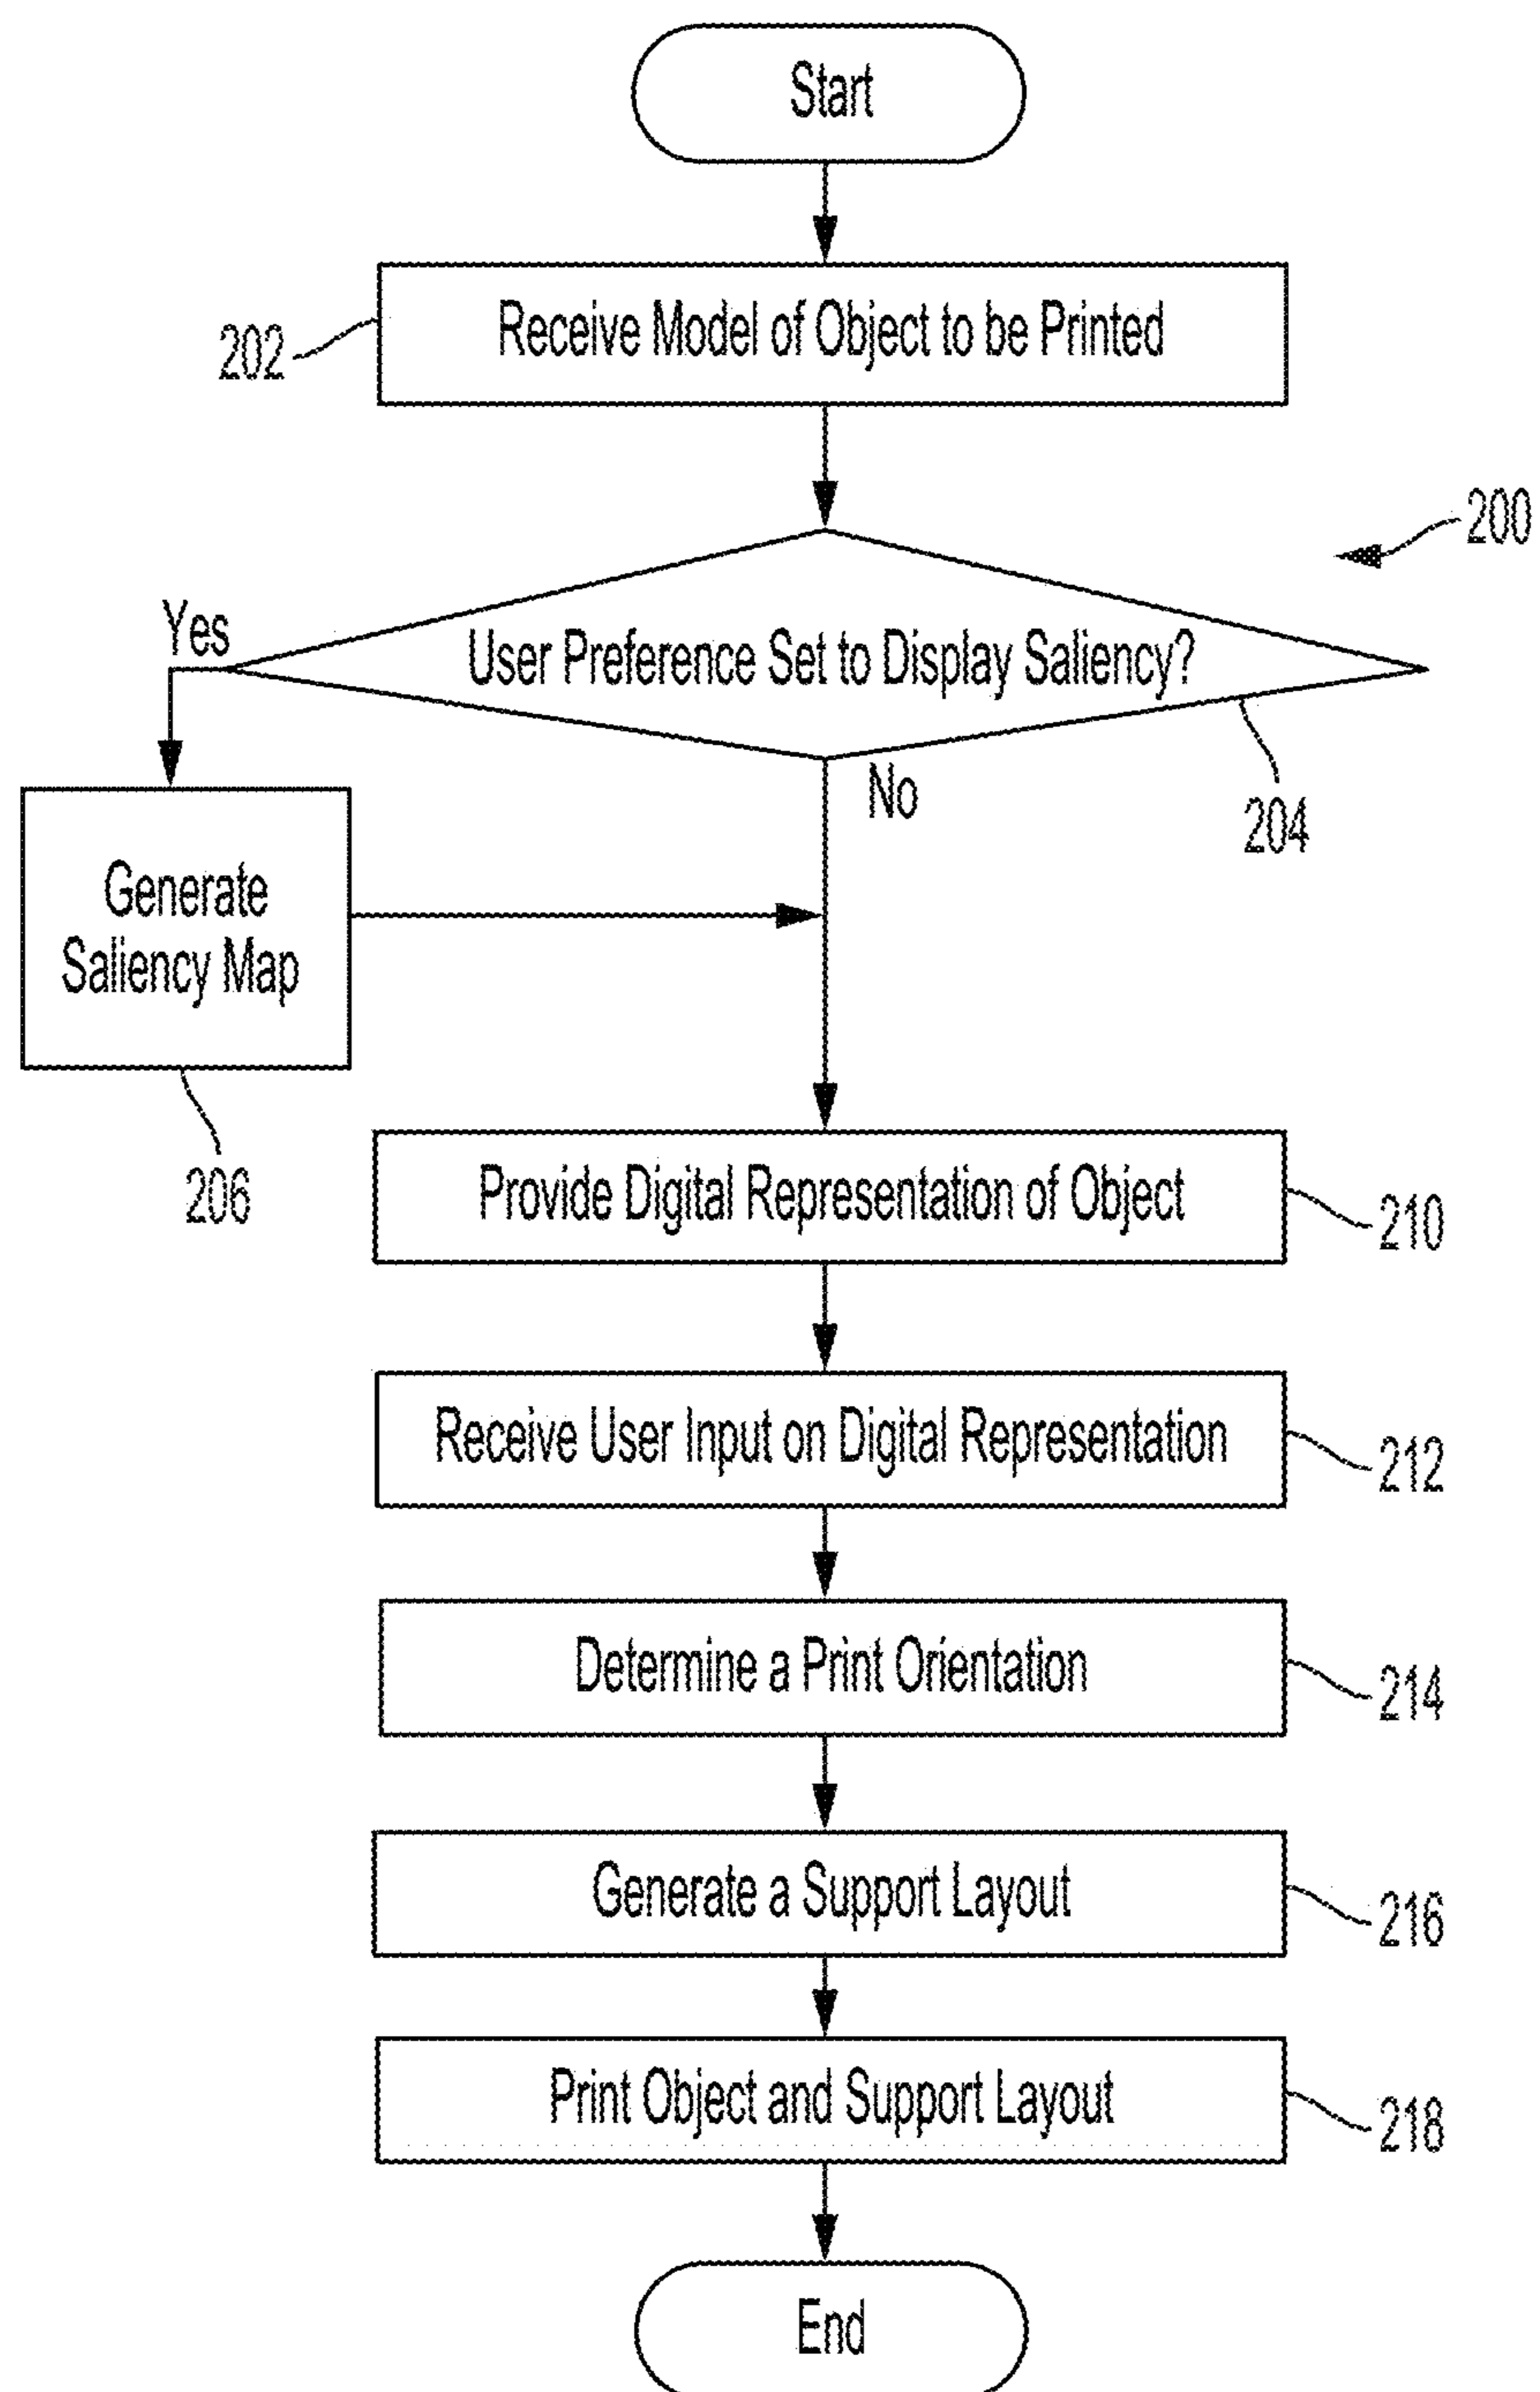 Start
Receive Model of Object to be Printed
202
200
User Preference Set to Display Saliency?
Yes
No
204
Generate
Saliency Map
206
Provide Digital Representation of Object
210
Receive User Input on Digital Representation
212
Determine a Print Orientation
214
Generate a Support Layout
216
Print Object and Support Layout
218
End